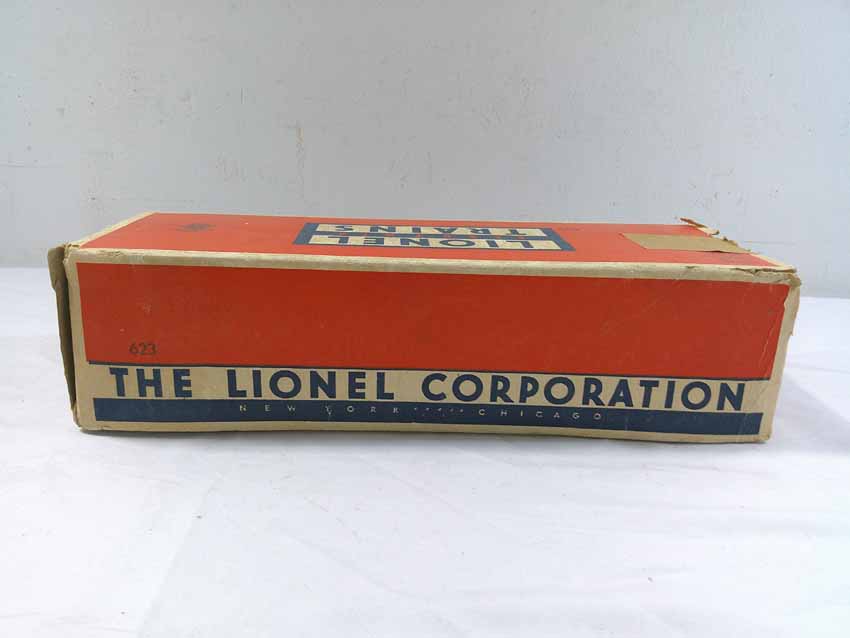 LIONEL
TRAINS
623
THE LIONEL CORPORATION
NEW YORK ····· CHICAGO